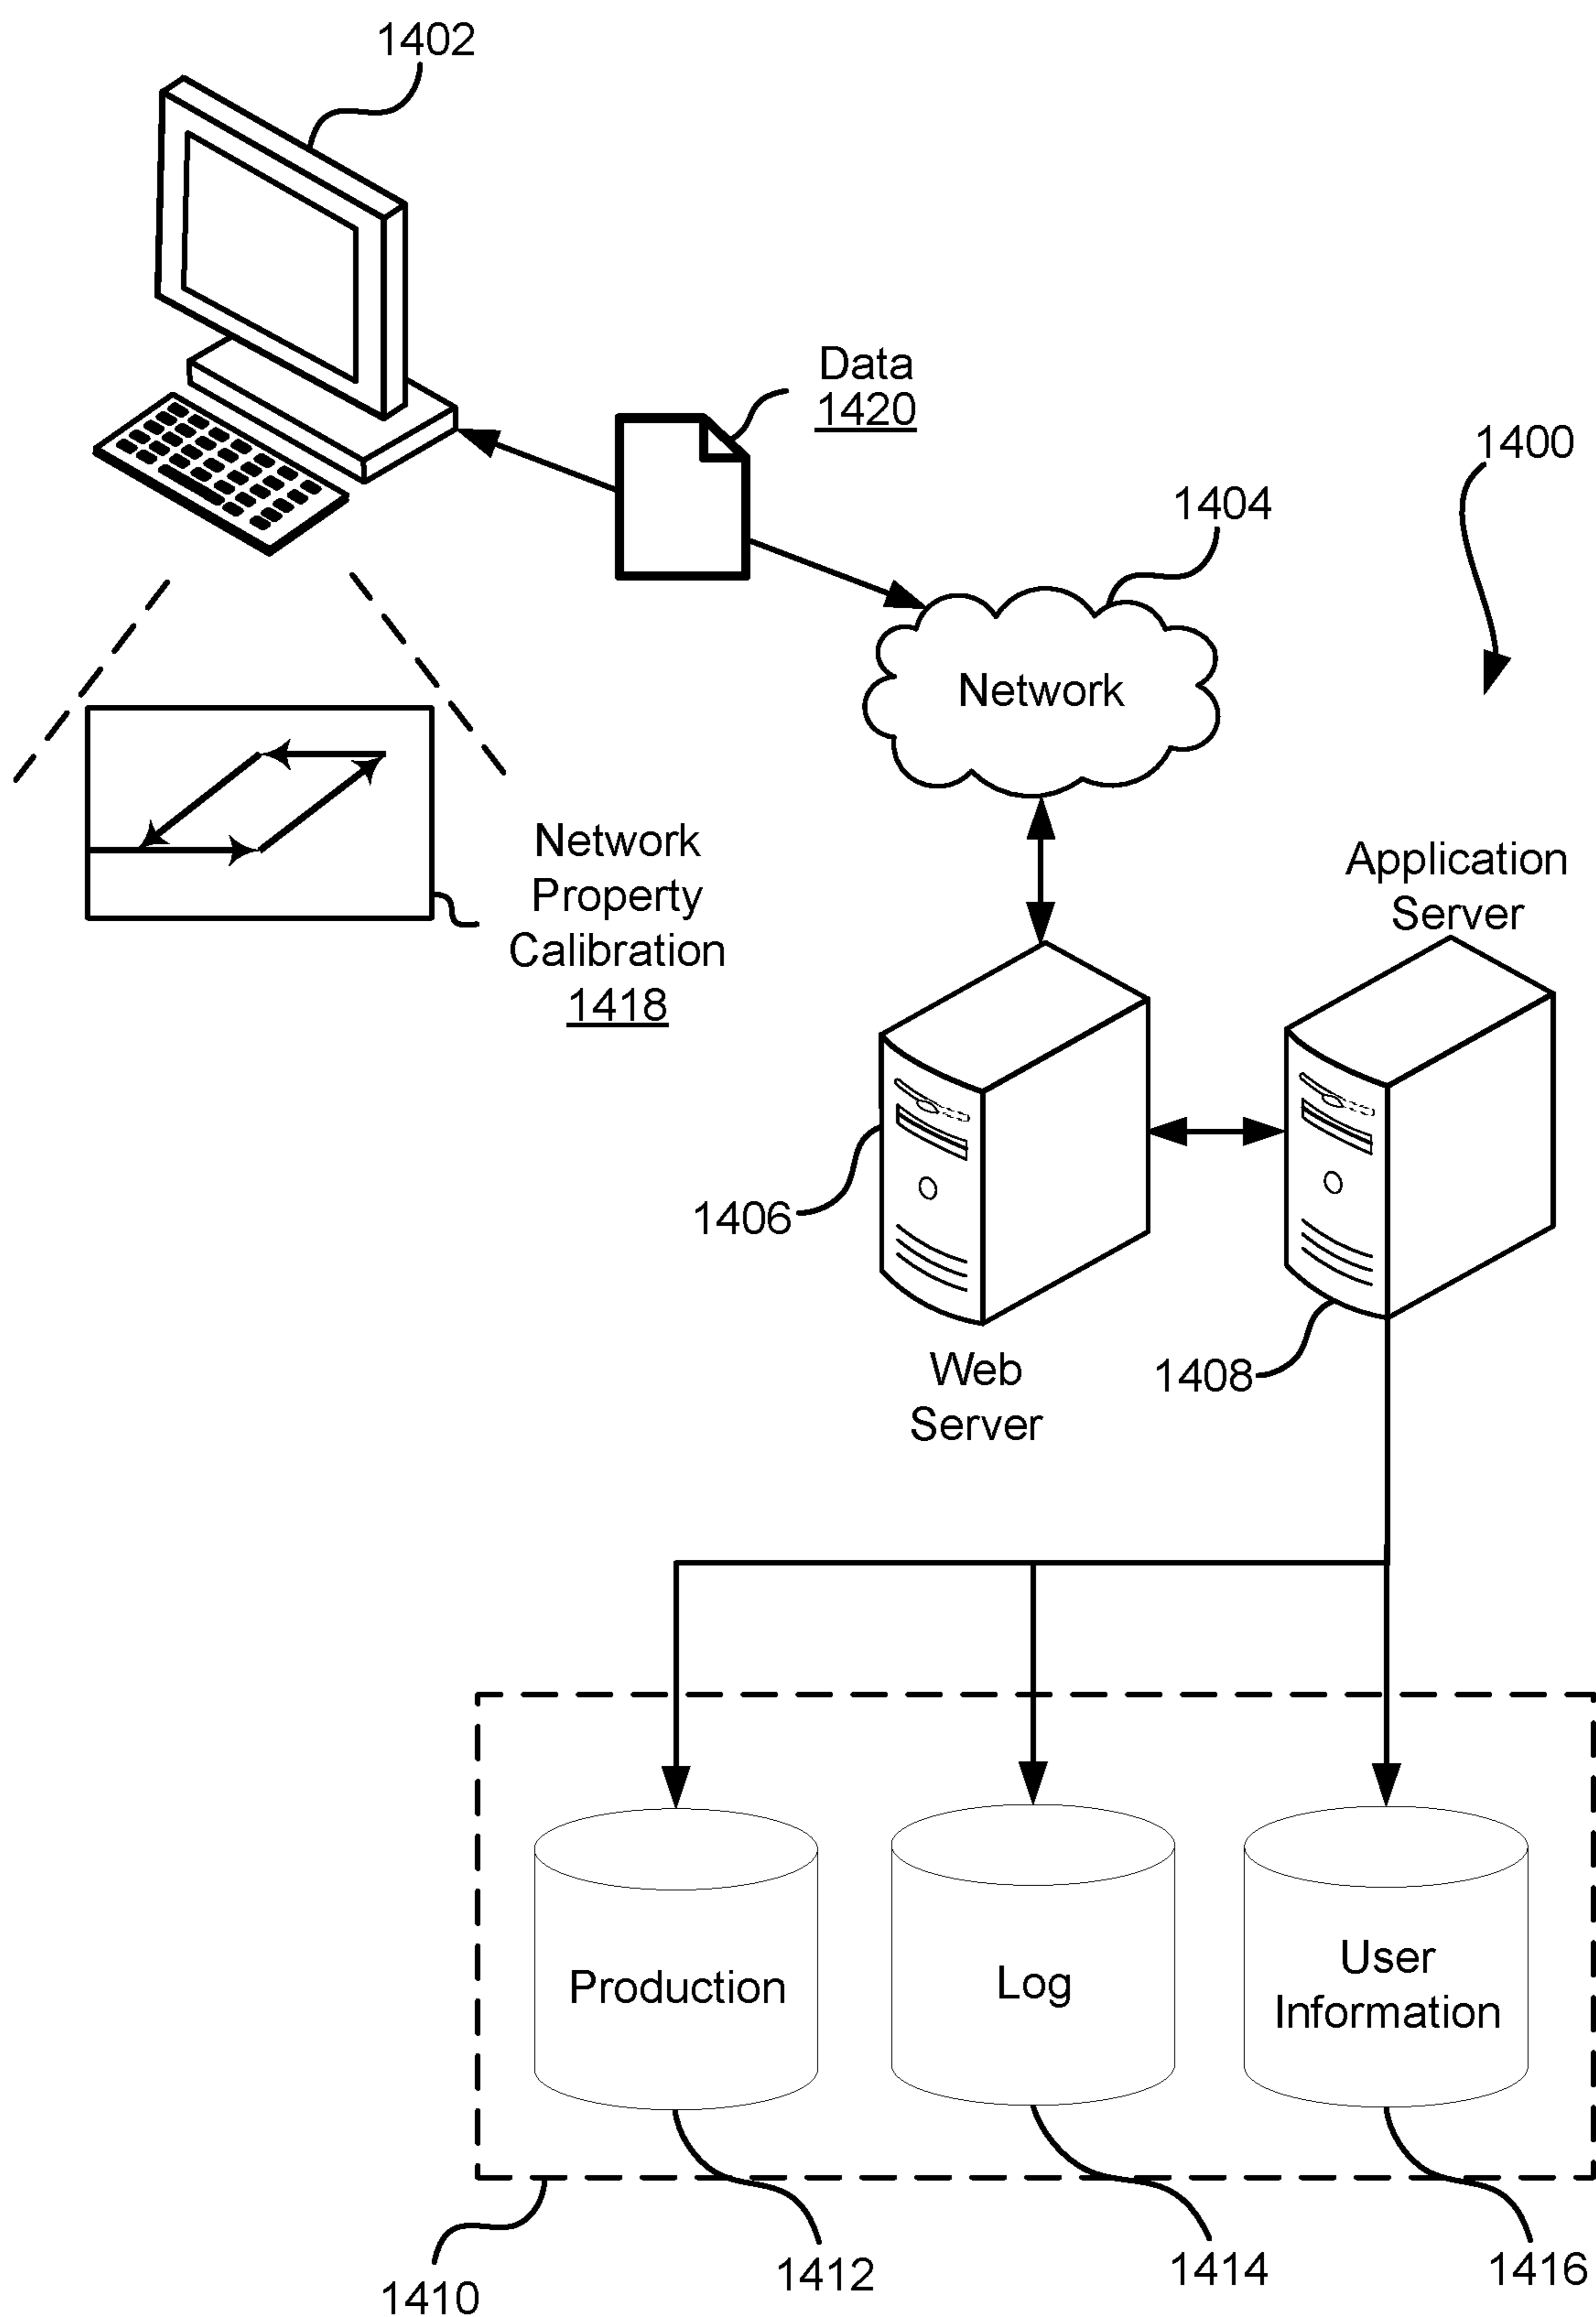 1402
Data
1420
1400
1404
Network
Network
Property
Calibration
1418
Application
Server
1406
Web
Server
1408
Production
Log
User
Information
1410
1412
1414
1416